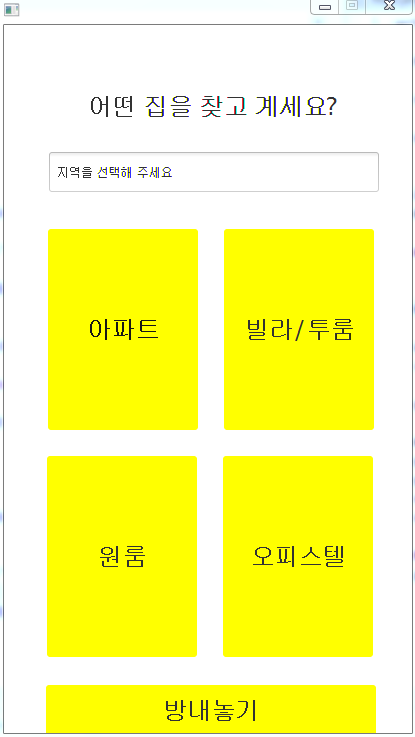 어떤 집을 찾고 계세요?
지역을 선택해 주세요
아파트
빌라/투룸
원룸
오피스텔
방내놓기